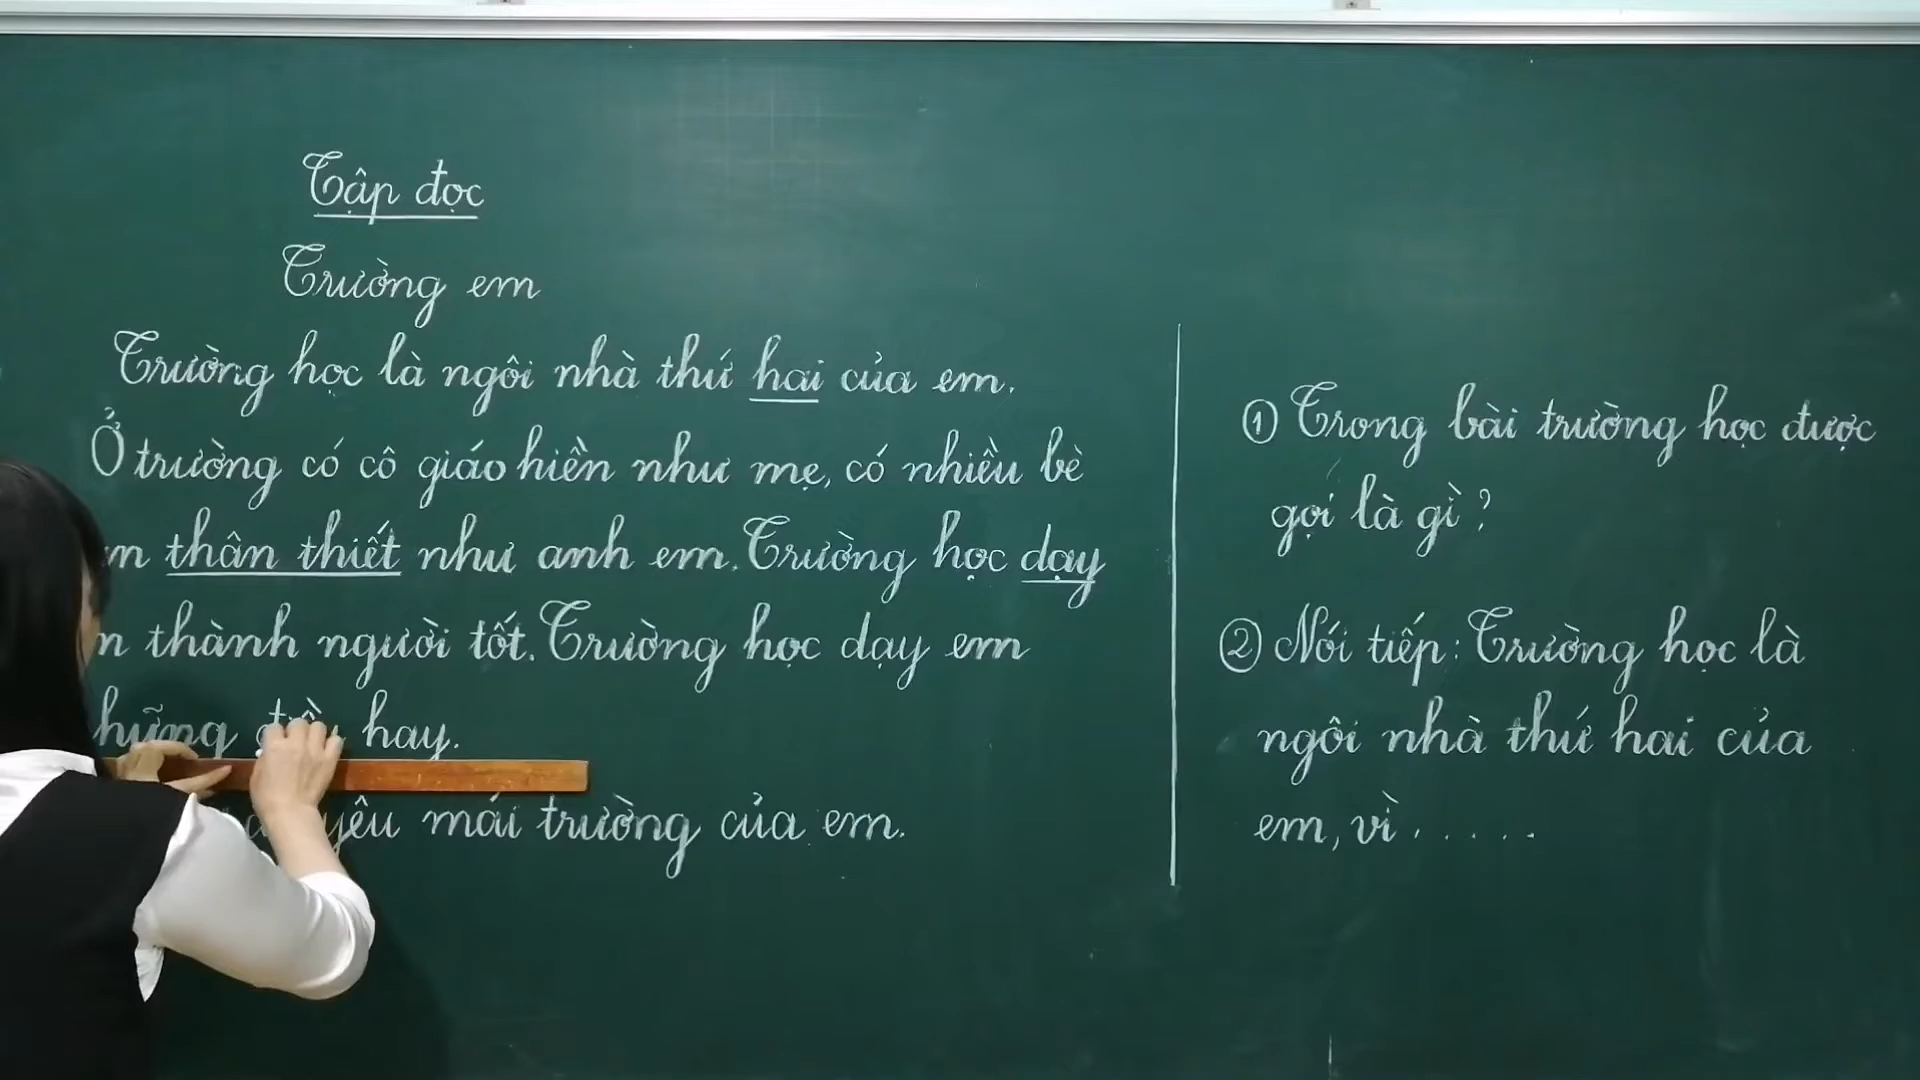 Tập đọc
Trường em
Trường học là ngôi nhà thứ hai của em.
Ở trường có cô giáo hiền như mẹ, có nhiều bè
thân thiết như anh em. Trường học dạy
thành người tốt. Trường học dạy em
hay.
yêu mái trường của em.
① Trong bài trường học được
gọi là gì?
② Nói tiếp: Trường học là
ngôi nhà thứ hai của
em, vì . . . . .